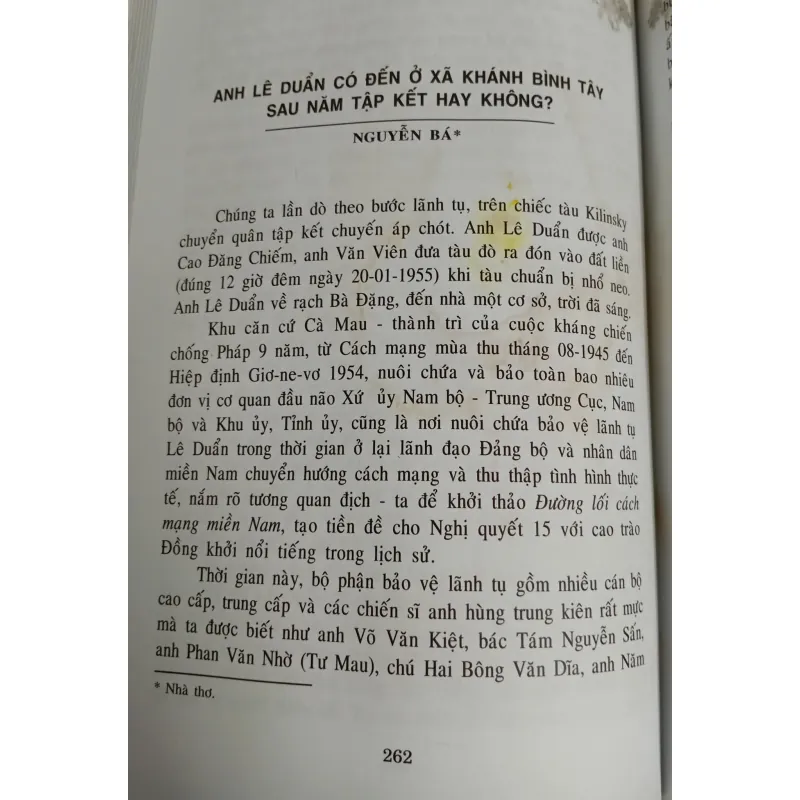 ANH LÊ DUẨN CÓ ĐẾN Ở XÃ KHÁNH BÌNH TÂY
SAU NĂM TẬP KẾT HAY KHÔNG?
NGUYỄN BÁ*
Chúng ta lần dò theo bước lãnh tụ, trên chiếc tàu Kilinsky
chuyển quân tập kết chuyến áp chót. Anh Lê Duẩn được anh
Cao Đăng Chiếm, anh Văn Viên đưa tàu đò ra đón vào đất liền
(đúng 12 giờ đêm ngày 20-01-1955) khi tàu chuẩn bị nhổ neo.
Anh Lê Duẩn về rạch Bà Đặng, đến nhà một cơ sở, trời đã sáng.
Khu căn cứ Cà Mau - thành trì của cuộc kháng chiến
chống Pháp 9 năm, từ Cách mạng mùa thu tháng 08-1945 đến
Hiệp định Giơ-ne-vơ 1954, nuôi chứa và bảo toàn bao nhiêu
đơn vị cơ quan đầu não Xứ ủy Nam bộ - Trung ương Cục, Nam
bộ và Khu ủy, Tỉnh ủy, cũng là nơi nuôi chứa bảo vệ lãnh tụ
Lê Duẩn trong thời gian ở lại lãnh đạo Đảng bộ và nhân dân
miền Nam chuyển hướng cách mạng và thu thập tình hình thực
tế, nắm rõ tương quan địch - ta để khởi thảo Đường lối cách
mạng miền Nam, tạo tiền đề cho Nghị quyết 15 với cao trào
Đồng khởi nổi tiếng trong lịch sử.
Thời gian này, bộ phận bảo vệ lãnh tụ gồm nhiều cán bộ
cao cấp, trung cấp và các chiến sĩ anh hùng trung kiên rất mực
mà ta được biết như anh Võ Văn Kiệt, bác Tám Nguyễn Sấn,
anh Phan Văn Nhờ (Tư Mau), chú Hai Bông Văn Dĩa, anh Năm
* Nhà thơ.
262